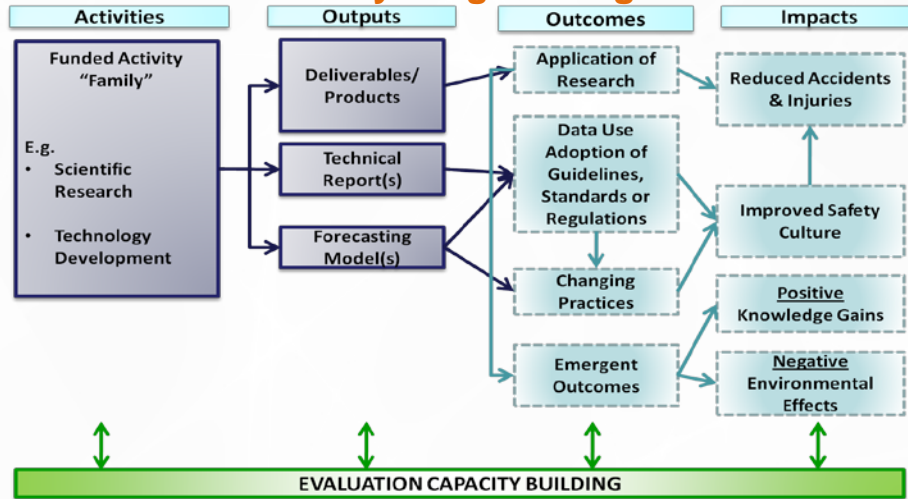 Activities
Outputs
Outcomes
Impacts
Funded Activity
"Family"
E.g.
• Scientific
Research
• Technology
Development
Deliverables/
Products
Technical
Report(s)
Forecasting
Model(s)
Application of
Research
Data Use
Adoption of
Guidelines,
Standards or
Regulations
Changing
Practices
Emergent
Outcomes
Reduced Accidents
& Injuries
Improved Safety
Culture
Positive
Knowledge Gains
Negative
Environmental
Effects
EVALUATION CAPACITY BUILDING